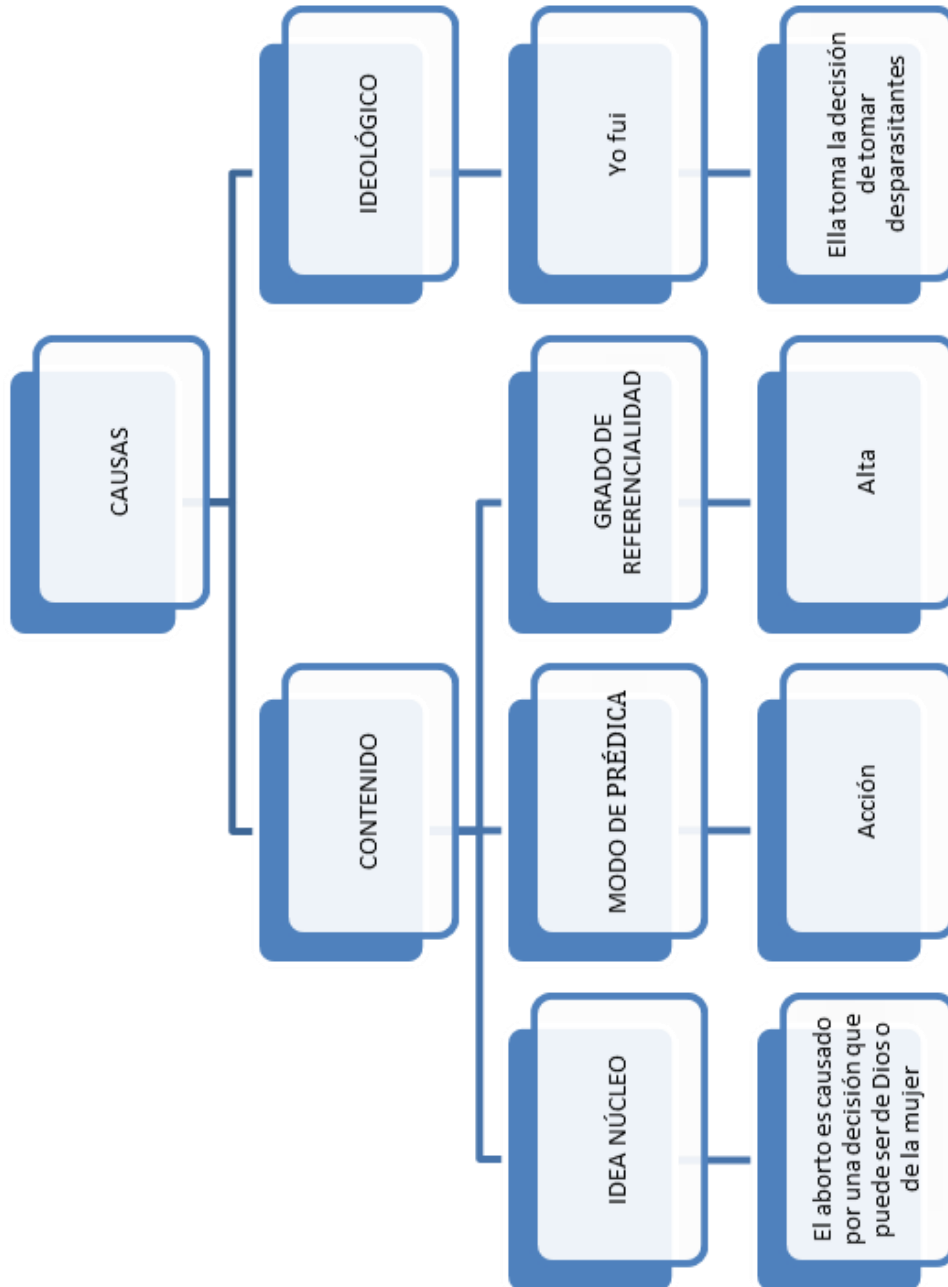 CAUSAS
CONTENIDO
IDEOLÓGICO
IDEA NÚCLEO
MODO DE PRÉDICA
GRADO DE
REFERENCIALIDAD
Yo fui
El aborto es causado
por una decisión que
puede ser de Dios o
de la mujer
Acción
Alta
Ella toma la decisión
de tomar
desparasitantes